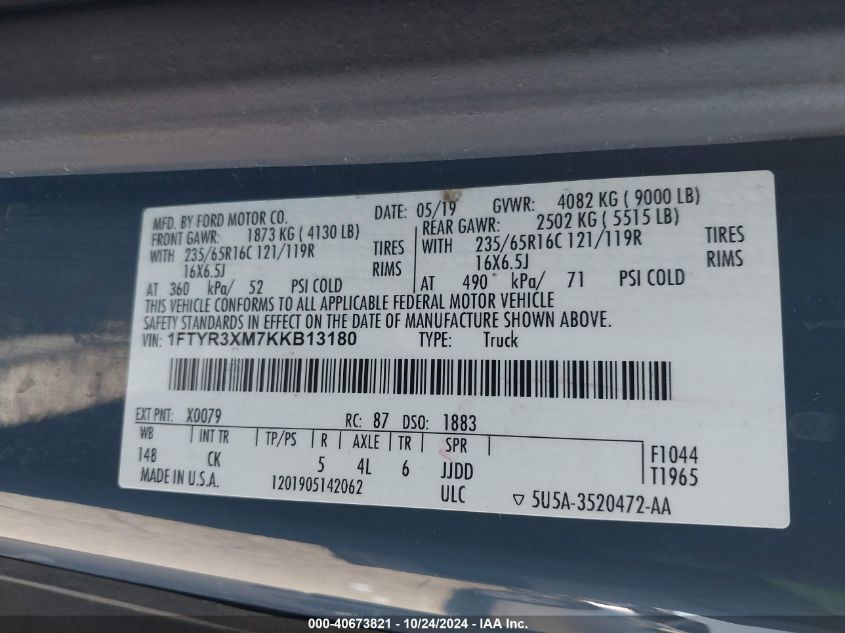 MFD. BY FORD MOTOR CO. DATE: 05/19 GVWR: 4082 KG ( 9000 LB)
FRONT GAWR: 1873 KG ( 4130 LB) REAR GAWR: 2502 KG ( 5515 LB)
WITH 235/65R16C 121/119R TIRES WITH 235/65R16C 121/119R TIRES
16X6.5J RIMS 16X6.5J RIMS
AT 360 kPa/ 52 PSI COLD AT 490 kPa/ 71 PSI COLD
THIS VEHICLE CONFORMS TO ALL APPLICABLE FEDERAL MOTOR VEHICLE
SAFETY STANDARDS IN EFFECT ON THE DATE OF MANUFACTURE SHOWN ABOVE.
VIN: 1FTYR3XM7KKB13180 TYPE: Truck
EXT PNT: X0079 RC: 87 DSO: 1883
WB INT TR TP/PS R AXLE TR SPR F1044
148 CK 5 4L 6 JJDD T1965
MADE IN U.S.A. 1201905142062 ULC ▽ 5U5A-3520472-AA
000-40673821 - 10/24/2024 - IAA Inc.